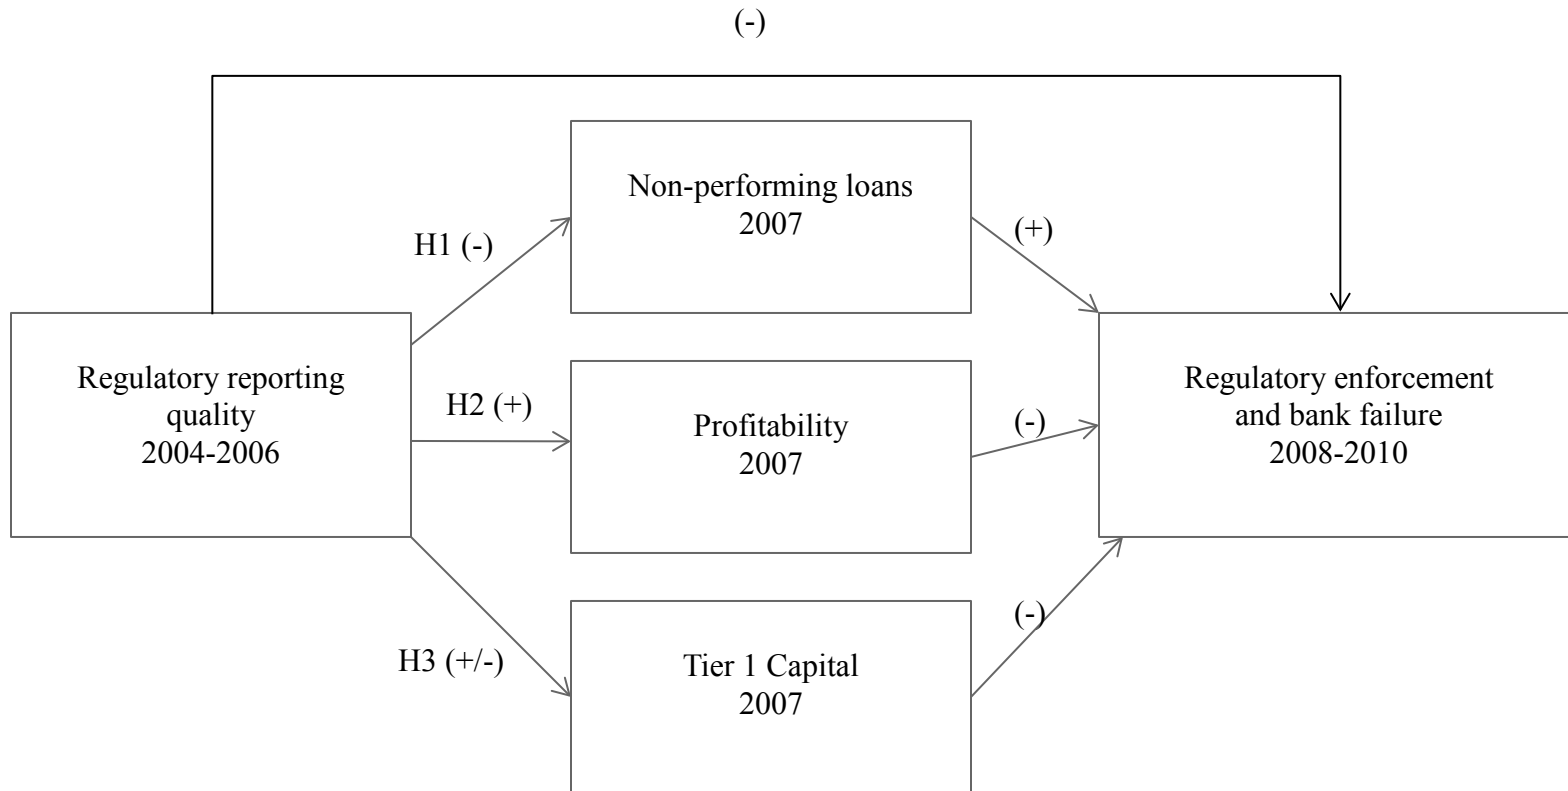 (-)
Non-performing loans
2007
H1 (-)
(+)
Regulatory reporting
quality
2004-2006
H2 (+)
Profitability
2007
(-)
Regulatory enforcement
and bank failure
2008-2010
H3 (+/-)
Tier 1 Capital
2007
(-)